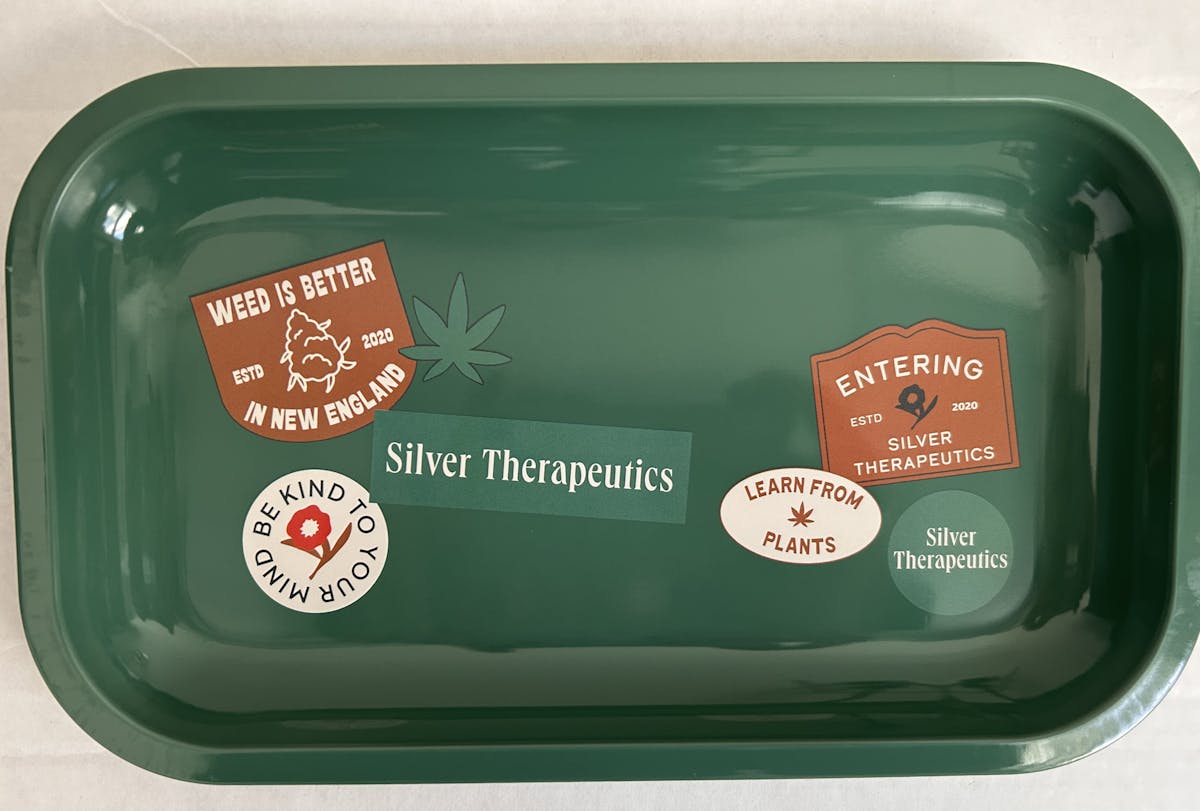 WEED IS BETTER
ESTD
2020
IN NEW ENGLAND
Silver Therapeutics
BE KIND TO YOUR MIND
ENTERING
ESTD
2020
SILVER
THERAPEUTICS
LEARN FROM
PLANTS
Silver
Therapeutics